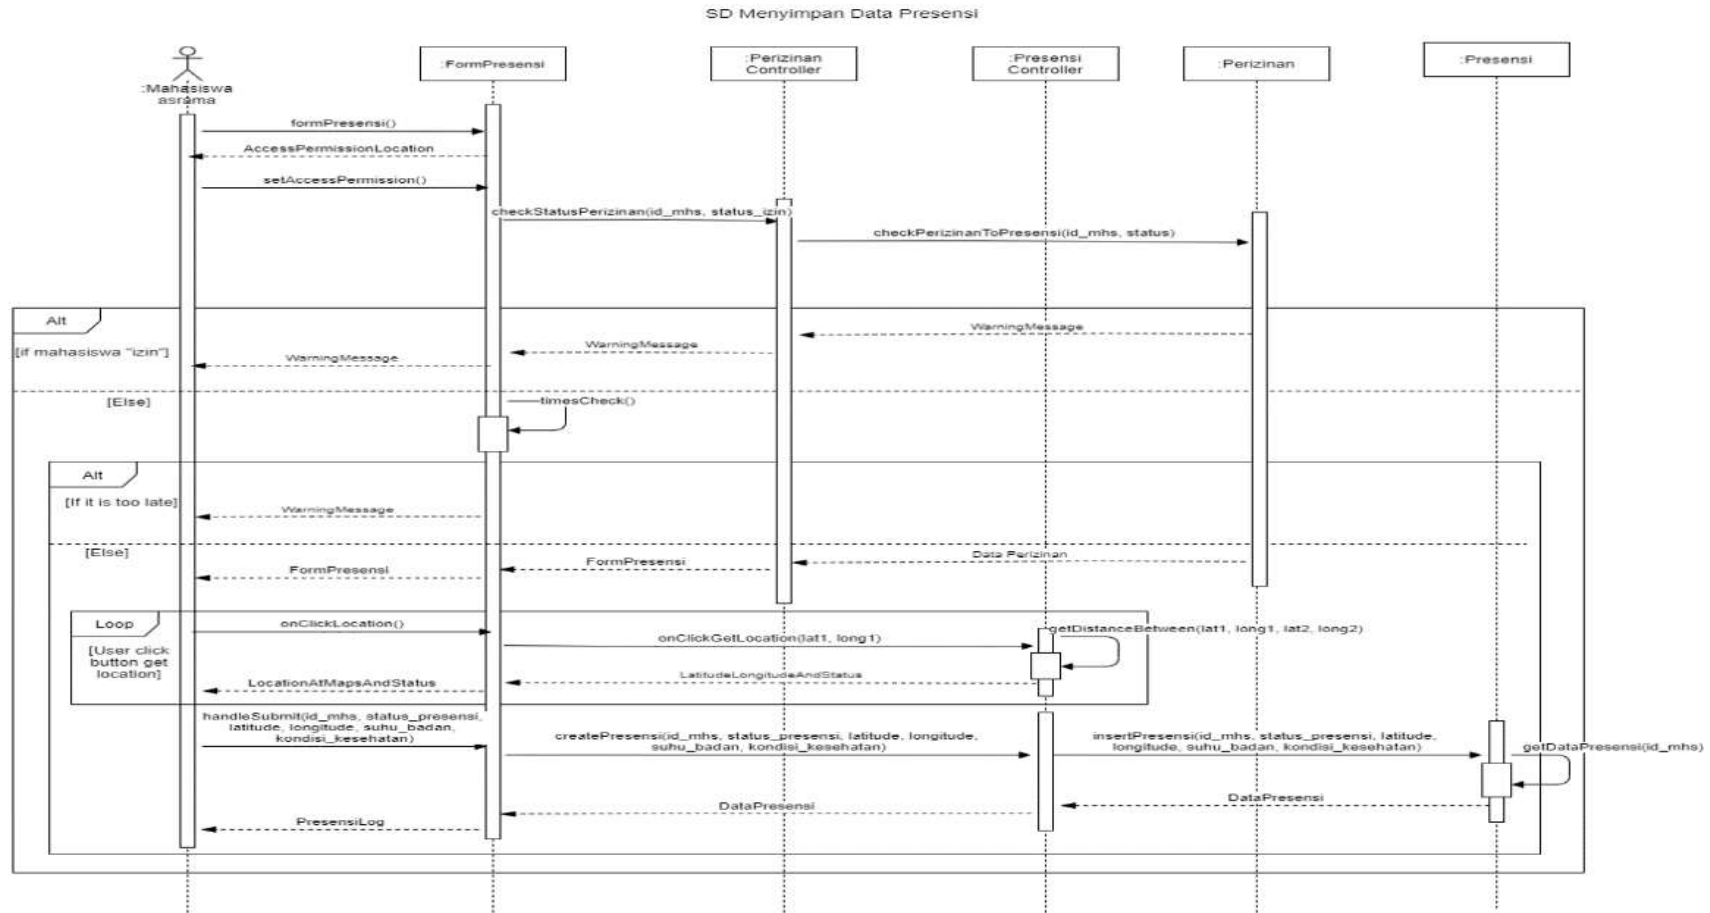 SD Menyimpan Data Presensi
:Mahasiswa
asrama
:FormPresensi
:Perizinan
Controller
:Presensi
Controller
:Perizinan
:Presensi
formPresensi()
AccessPermissionLocation
setAccessPermission()
checkStatusPerizinan(id_mhs, status_izin)
checkPerizinanToPresensi(id_mhs, status)
Alt
[if mahasiswa "izin"]
WarningMessage
WarningMessage
WarningMessage
[Else]
timesCheck()
Alt
[If it is too late]
WarningMessage
[Else]
Data Perizinan
FormPresensi
FormPresensi
Loop
[User click
button get
location]
onClickLocation()
onClickGetLocation(lat1, long1)
getDistanceBetween(lat1, long1, lat2, long2)
LatitudeLongitudeAndStatus
LocationAtMapsAndStatus
handleSubmit(id_mhs, status_presensi,
latitude, longitude, suhu_badan,
kondisi_kesehatan)
createPresensi(id_mhs, status_presensi, latitude, longitude,
suhu_badan, kondisi_kesehatan)
insertPresensi(id_mhs, status_presensi, latitude,
longitude, suhu_badan, kondisi_kesehatan)
getDataPresensi(id_mhs)
DataPresensi
DataPresensi
PresensiLog